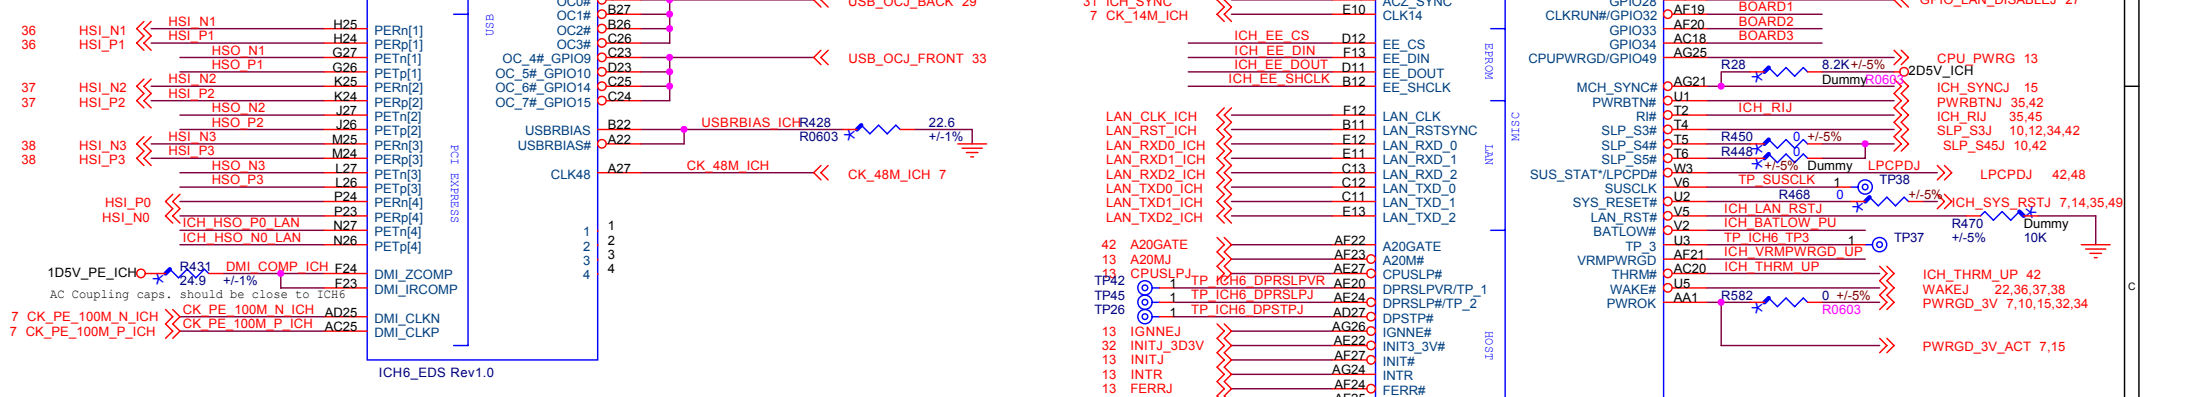 OC0#
USB_OCJ_BACK 29
B27 OC1#
B26 OC2#
C26 OC3#
C23 OC_4#_GPIO9
D23 OC_5#_GPIO10
C25 OC_6#_GPIO14
C24 OC_7#_GPIO15
USB_OCJ_FRONT 33
USB
36 HSI_N1 HSI_N1 H25 PERn[1]
36 HSI_P1 HSI_P1 H24 PERp[1]
HSO_N1 G27 PETn[1]
HSO_P1 G26 PETp[1]
37 HSI_N2 HSI_N2 K25 PERn[2]
37 HSI_P2 HSI_P2 K24 PERp[2]
HSO_N2 J27 PETn[2]
HSO_P2 J26 PETp[2]
38 HSI_N3 HSI_N3 M25 PERn[3]
38 HSI_P3 HSI_P3 M24 PERp[3]
HSO_N3 L27 PETn[3]
HSO_P3 L26 PETp[3]
HSI_P0 P24 PERn[4]
HSI_N0 P23 PERp[4]
ICH_HSO_P0_LAN N27 PETn[4]
ICH_HSO_N0_LAN N26 PETp[4]
PCI EXPRESS
1D5V_PE_ICH R431 DMI_COMP_ICH F24 DMI_ZCOMP
24.9 +/-1% F23 DMI_IRCOMP
AC Coupling caps. should be close to ICH6
7 CK_PE_100M_N_ICH CK_PE_100M_N_ICH AD25 DMI_CLKN
7 CK_PE_100M_P_ICH CK_PE_100M_P_ICH AC25 DMI_CLKP
ICH6_EDS Rev1.0
USBRBIAS B22 USBRBIAS_ICH R428 22.6
USBRBIAS# A22 R0603 +/-1%
CLK48 A27 CK_48M_ICH CK_48M_ICH 7
1 1
2 2
3 3
4 4
31 ICH_SYNC ACZ_SYNC
7 CK_14M_ICH E10 CLK14
ICH_EE_CS D12 EE_CS
ICH_EE_DIN F13 EE_DIN
ICH_EE_DOUT D11 EE_DOUT
ICH_EE_SHCLK B12 EE_SHCLK
EPROM
MISC
LAN_CLK_ICH F12 LAN_CLK
LAN_RST_ICH B11 LAN_RSTSYNC
LAN_RXD0_ICH E12 LAN_RXD_0
LAN_RXD1_ICH E11 LAN_RXD_1
LAN_RXD2_ICH C13 LAN_RXD_2
LAN_TXD0_ICH C12 LAN_TXD_0
LAN_TXD1_ICH C11 LAN_TXD_1
LAN_TXD2_ICH E13 LAN_TXD_2
LAN
42 A20GATE AF22 A20GATE
13 A20MJ AF23 A20M#
13 CPUSLPJ AE27 CPUSLP#
TP42 1 TP_ICH6_DPRSLPVR AE20 DPRSLPVR/TP_1
TP45 1 TP_ICH6_DPRSLPJ AE24 DPRSLP#/TP_2
TP26 1 TP_ICH6_DPSTPJ AD27 DPSTP#
13 IGNNEJ AG26 IGNNE#
32 INITJ_3D3V AE22 INIT3_3V#
13 INITJ AF27 INIT#
13 INTR AG24 INTR
13 FERRJ AF24 FERR#
HOST
GPIO28 GPIO_LAN_DISABLEJ 27
CLKRUN#/GPIO32 AF19 BOARD1
GPIO33 AF20 BOARD2
GPIO34 AC18 BOARD3
CPUPWRGD/GPIO49 AG25 CPU_PWRG 13
R28 8.2K+/-5% 2D5V_ICH
MCH_SYNC# AG21 Dummy R0603 ICH_SYNCJ 15
PWRBTN# U1 PWRBTNJ 35,42
RI# T2 ICH_RIJ ICH_RIJ 35,45
SLP_S3# T4 SLP_S3J 10,12,34,42
SLP_S4# T5 R450 0 +/-5% SLP_S45J 10,42
SLP_S5# T6 R448 0 +/-5% Dummy
SUS_STAT*/LPCPD# W3 LPCPDJ LPCPDJ 42,48
SUSCLK V6 TP_SUSCLK 1 TP38
SYS_RESET# U2 R468 0 +/-5% ICH_SYS_RSTJ 7,14,35,49
LAN_RST# V5 ICH_LAN_RSTJ R470 Dummy
BATLOW# V2 ICH_BATLOW_PU +/-5% 10K
TP_3 U3 TP_ICH6_TP3 1 TP37
VRMPWRGD AF21 ICH_VRMPWRGD_UP
THRM# AC20 ICH_THRM_UP ICH_THRM_UP 42
WAKE# U5 WAKEJ 22,36,37,38
PWROK AA1 R582 0 +/-5% PWRGD_3V 7,10,15,32,34
R0603
PWRGD_3V_ACT 7,15
C